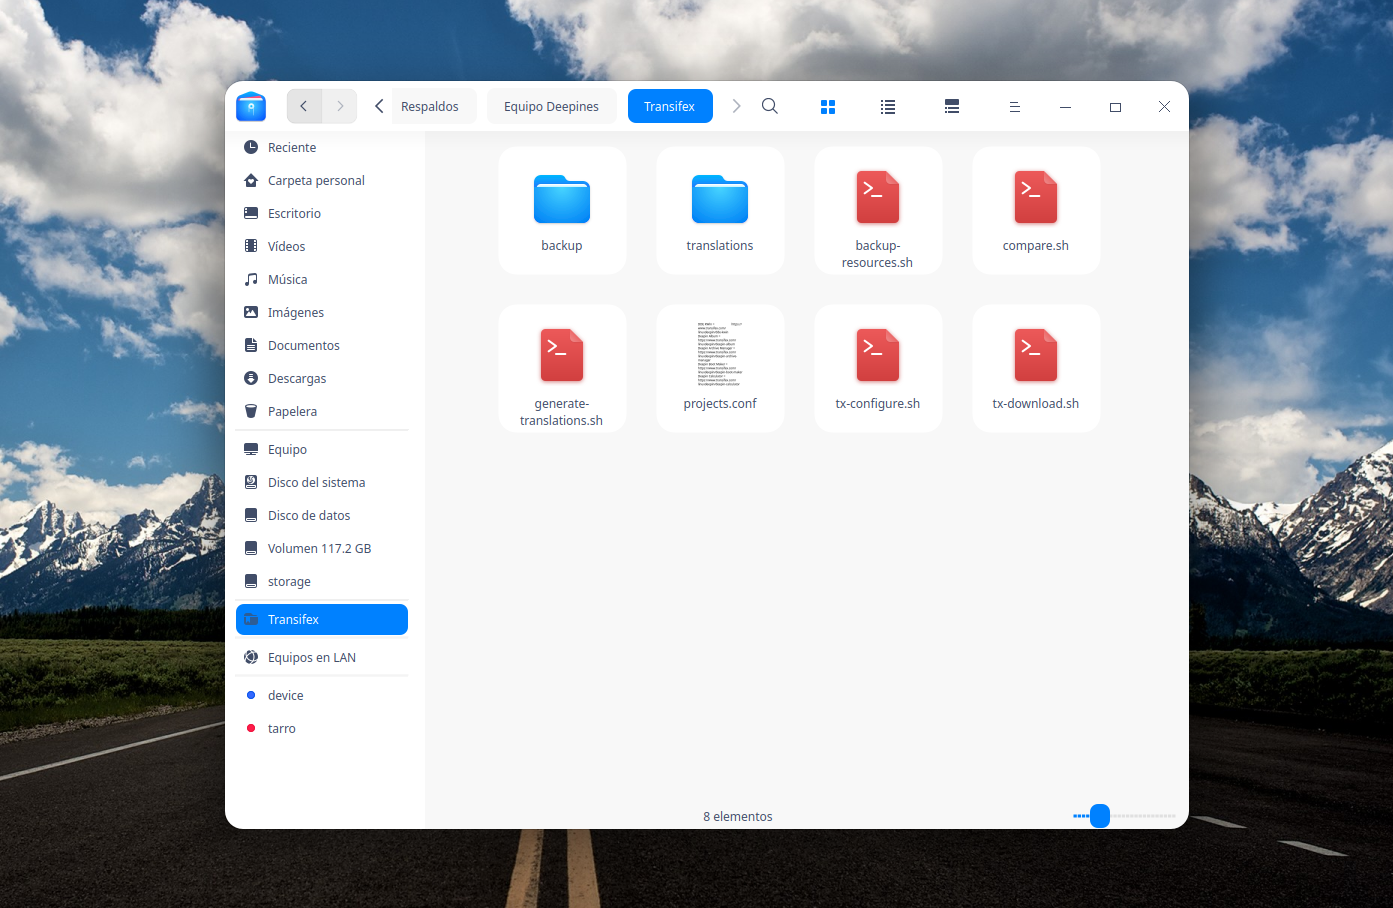 Respaldos
Equipo Deepines
Transifex
Reciente
Carpeta personal
Escritorio
Vídeos
Música
Imágenes
Documentos
Descargas
Papelera
Equipo
Disco del sistema
Disco de datos
Volumen 117.2 GB
storage
Transifex
Equipos en LAN
device
tarro
backup
translations
backup-
resources.sh
compare.sh
generate-
translations.sh
projects.conf
tx-configure.sh
tx-download.sh
8 elementos